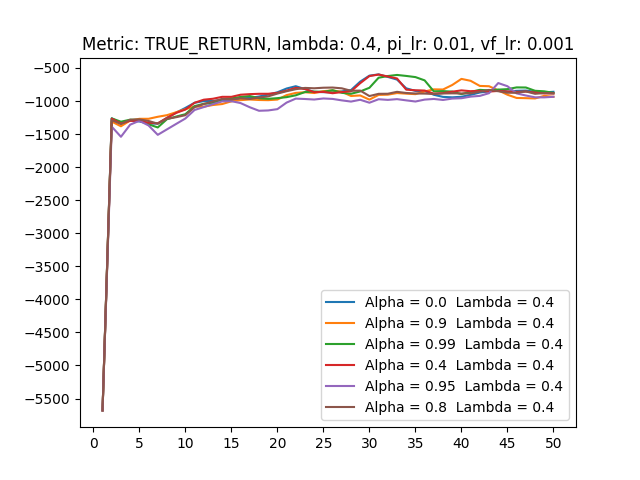 Metric: TRUE_RETURN, lambda: 0.4, pi_lr: 0.01, vf_lr: 0.001
−500
−1000
−1500
−2000
−2500
−3000
−3500
−4000
−4500
−5000
−5500
Alpha = 0.0  Lambda = 0.4
Alpha = 0.9  Lambda = 0.4
Alpha = 0.99  Lambda = 0.4
Alpha = 0.4  Lambda = 0.4
Alpha = 0.95  Lambda = 0.4
Alpha = 0.8  Lambda = 0.4
0 5 10 15 20 25 30 35 40 45 50